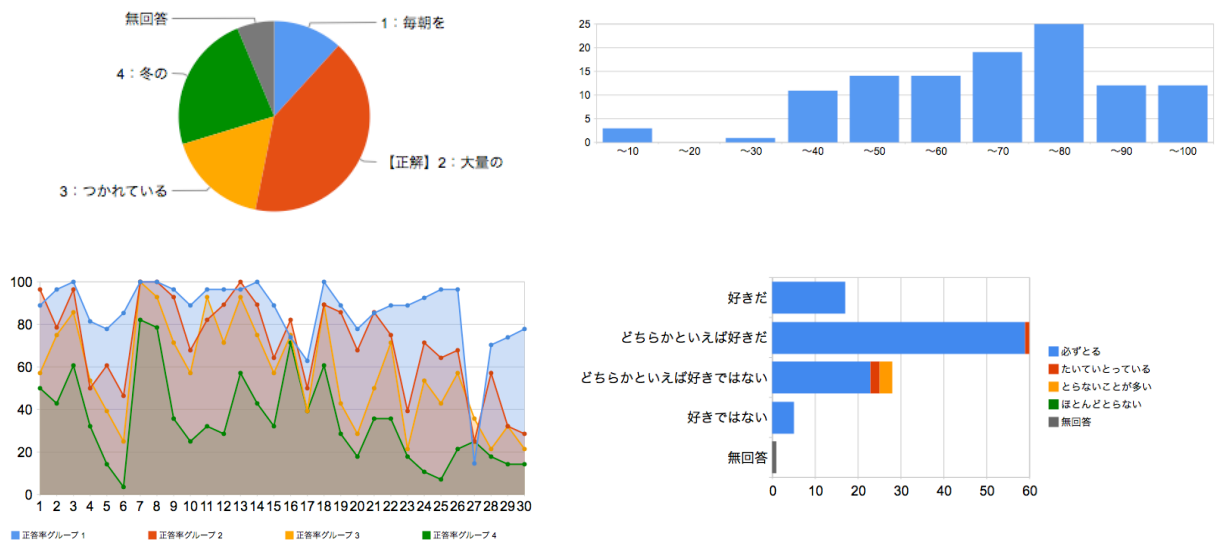 無回答
1：毎朝を
4：冬の
【正解】2：大量の
3：つかれている
25
20
15
10
5
0
～10 ～20 ～30 ～40 ～50 ～60 ～70 ～80 ～90 ～100
100
80
60
40
20
0
1 2 3 4 5 6 7 8 9 10 11 12 13 14 15 16 17 18 19 20 21 22 23 24 25 26 27 28 29 30
正答率グループ 1 正答率グループ 2 正答率グループ 3 正答率グループ 4
好きだ
どちらかといえば好きだ
どちらかといえば好きではない
好きではない
無回答
0 10 20 30 40 50 60
必ずとる
たいていとっている
とらないことが多い
ほとんどとらない
無回答